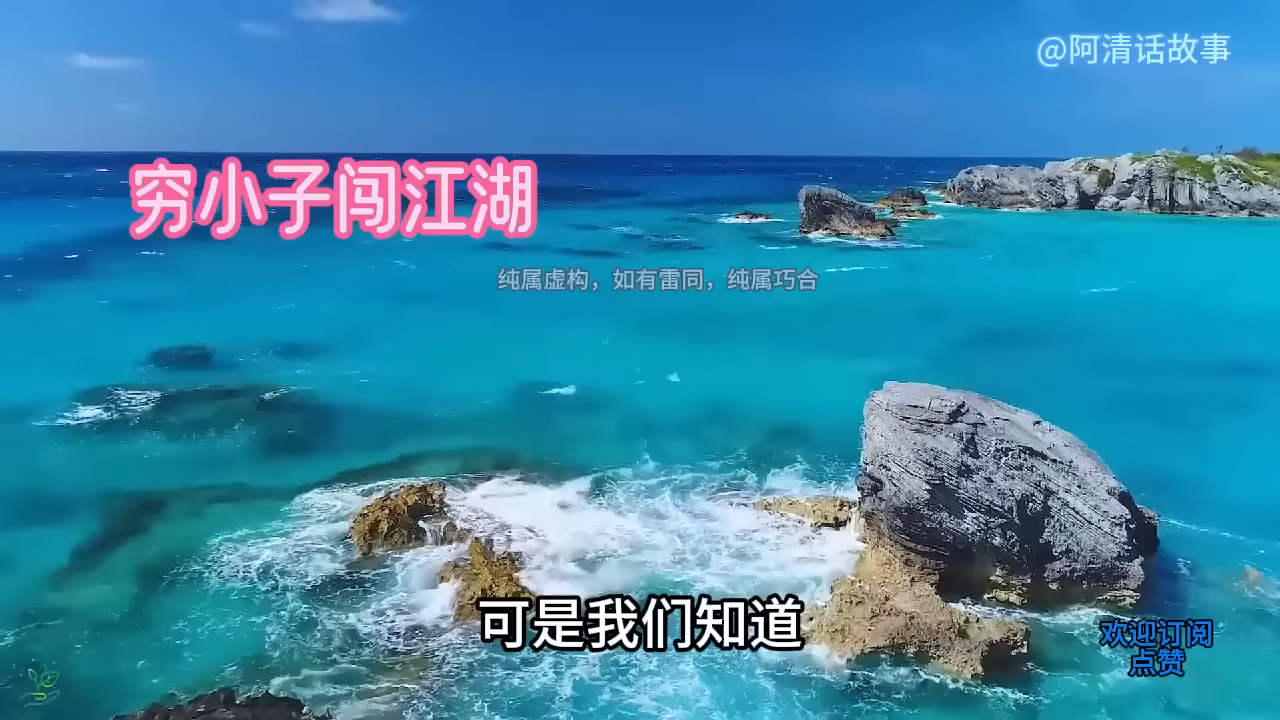 @阿清话故事
穷小子闯江湖
纯属虚构，如有雷同，纯属巧合
可是我们知道
欢迎订阅
点赞